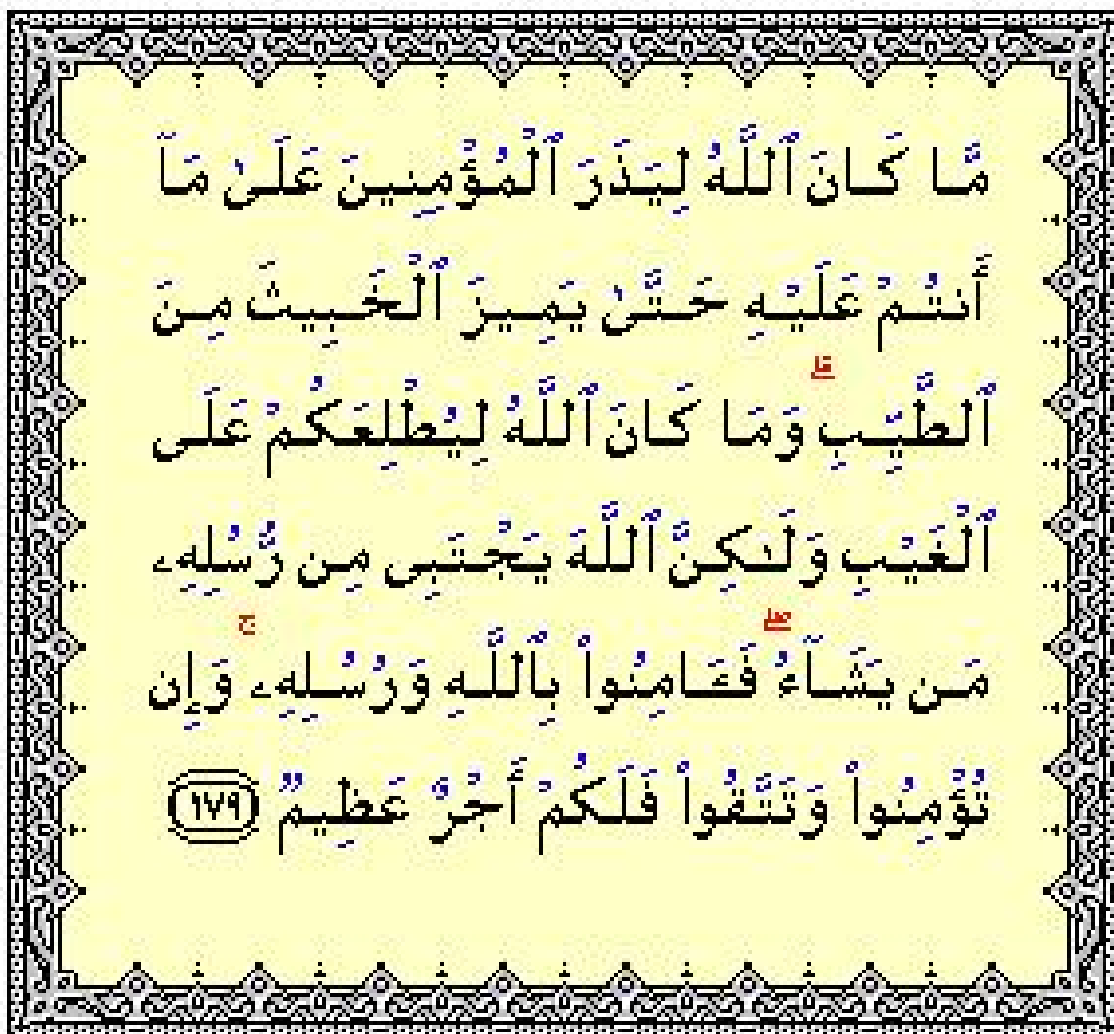 مَّا كَانَ ٱللَّهُ لِيَذَرَ ٱلْمُؤْمِنِينَ عَلَىٰ مَآ
أَنتُمْ عَلَيْهِ حَتَّىٰ يَمِيزَ ٱلْخَبِيثَ مِنَ
ٱلطَّيِّبِ ۗ وَمَا كَانَ ٱللَّهُ لِيُطْلِعَكُمْ عَلَى
ٱلْغَيْبِ وَلَـٰكِنَّ ٱللَّهَ يَجْتَبِى مِن رُّسُلِهِۦ
مَن يَشَآءُ ۖ فَـَٔامِنُوا۟ بِٱللَّهِ وَرُسُلِهِۦ ۚ وَإِن
تُؤْمِنُوا۟ وَتَتَّقُوا۟ فَلَكُمْ أَجْرٌ عَظِيمٌ ١٧٩